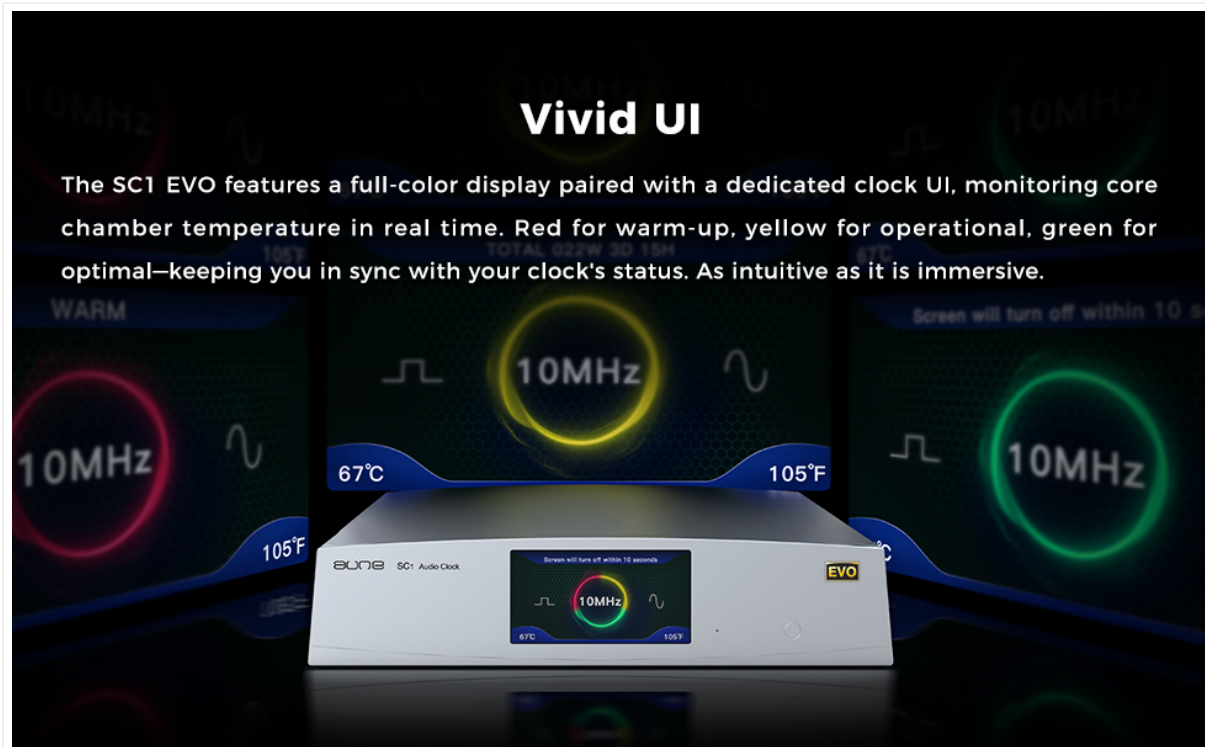 Vivid UI
The SC1 EVO features a full-color display paired with a dedicated clock UI, monitoring core
chamber temperature in real time. Red for warm-up, yellow for operational, green for
optimal—keeping you in sync with your clock's status. As intuitive as it is immersive.
10MHz
10MHz
10MHz
105°F
TOTAL 022W 3D 15H
67°C
WARM
Screen will turn off within 10 s
10MHz
10MHz
10MHz
67°C
105°F
105°F
°C
aune SC1 Audio Clock
Screen will turn off within 10 seconds
EVO
10MHz
67°C
105°F